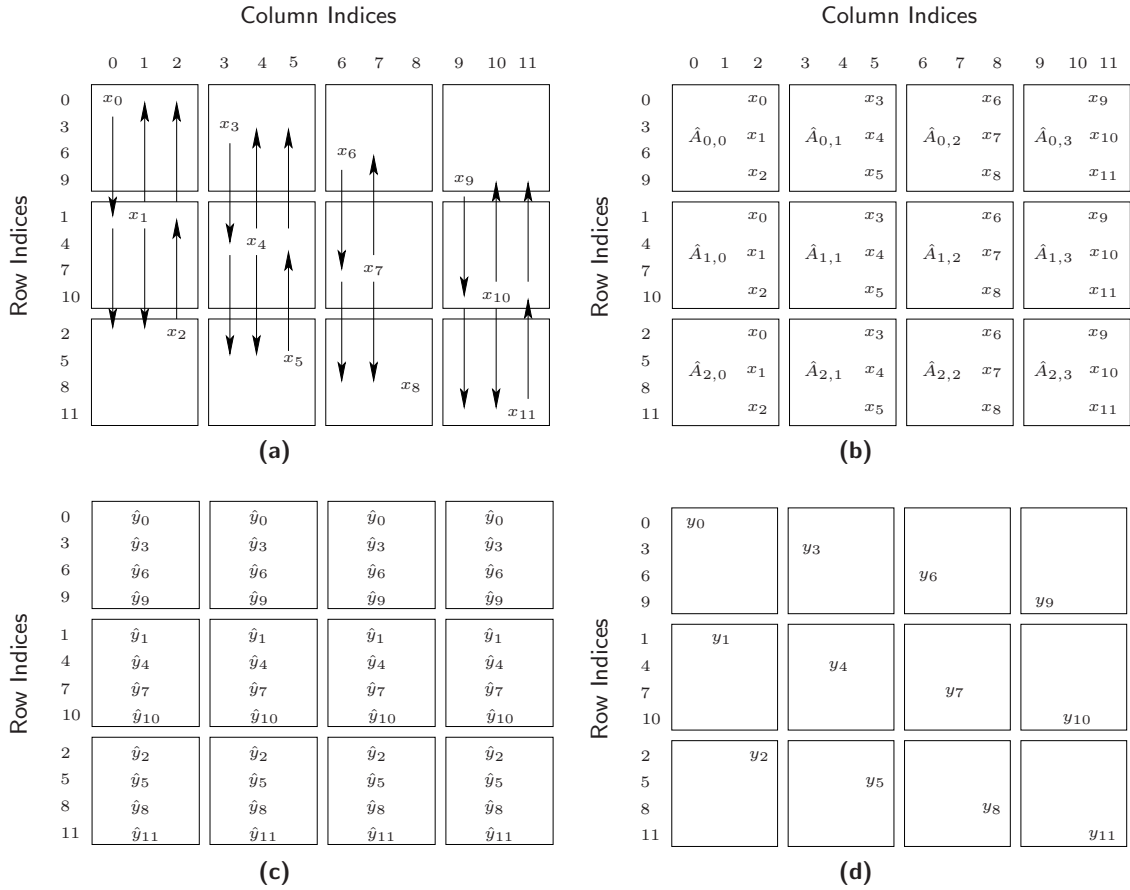 Column Indices
0 1 2 3 4 5 6 7 8 9 10 11
Row Indices
0 x₀
3 x₃
6 x₆
9 x₉
1 x₁
4 x₄
7 x₇
10 x₁₀
2 x₂
5 x₅
8 x₈
11 x₁₁
(a)
Column Indices
0 1 2 3 4 5 6 7 8 9 10 11
Row Indices
0 x₀ x₃ x₆ x₉
3 Â₀,₀ x₁ Â₀,₁ x₄ Â₀,₂ x₇ Â₀,₃ x₁₀
6
9 x₂ x₅ x₈ x₁₁
1 x₀ x₃ x₆ x₉
4 Â₁,₀ x₁ Â₁,₁ x₄ Â₁,₂ x₇ Â₁,₃ x₁₀
7
10 x₂ x₅ x₈ x₁₁
2 x₀ x₃ x₆ x₉
5 Â₂,₀ x₁ Â₂,₁ x₄ Â₂,₂ x₇ Â₂,₃ x₁₀
8
11 x₂ x₅ x₈ x₁₁
(b)
Row Indices
0 ŷ₀ ŷ₀ ŷ₀ ŷ₀
3 ŷ₃ ŷ₃ ŷ₃ ŷ₃
6 ŷ₆ ŷ₆ ŷ₆ ŷ₆
9 ŷ₉ ŷ₉ ŷ₉ ŷ₉
1 ŷ₁ ŷ₁ ŷ₁ ŷ₁
4 ŷ₄ ŷ₄ ŷ₄ ŷ₄
7 ŷ₇ ŷ₇ ŷ₇ ŷ₇
10 ŷ₁₀ ŷ₁₀ ŷ₁₀ ŷ₁₀
2 ŷ₂ ŷ₂ ŷ₂ ŷ₂
5 ŷ₅ ŷ₅ ŷ₅ ŷ₅
8 ŷ₈ ŷ₈ ŷ₈ ŷ₈
11 ŷ₁₁ ŷ₁₁ ŷ₁₁ ŷ₁₁
(c)
Row Indices
0 y₀
3 y₃
6 y₆
9 y₉
1 y₁
4 y₄
7 y₇
10 y₁₀
2 y₂
5 y₅
8 y₈
11 y₁₁
(d)